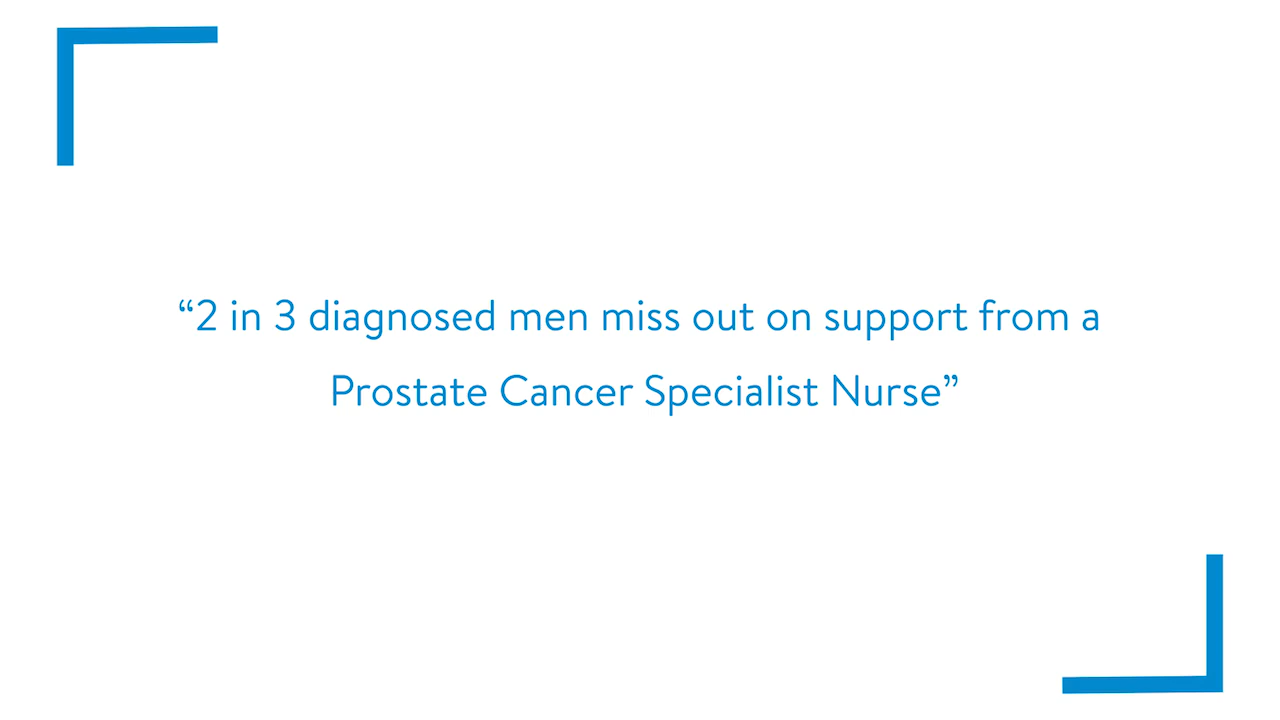 “2 in 3 diagnosed men miss out on support from a
Prostate Cancer Specialist Nurse”